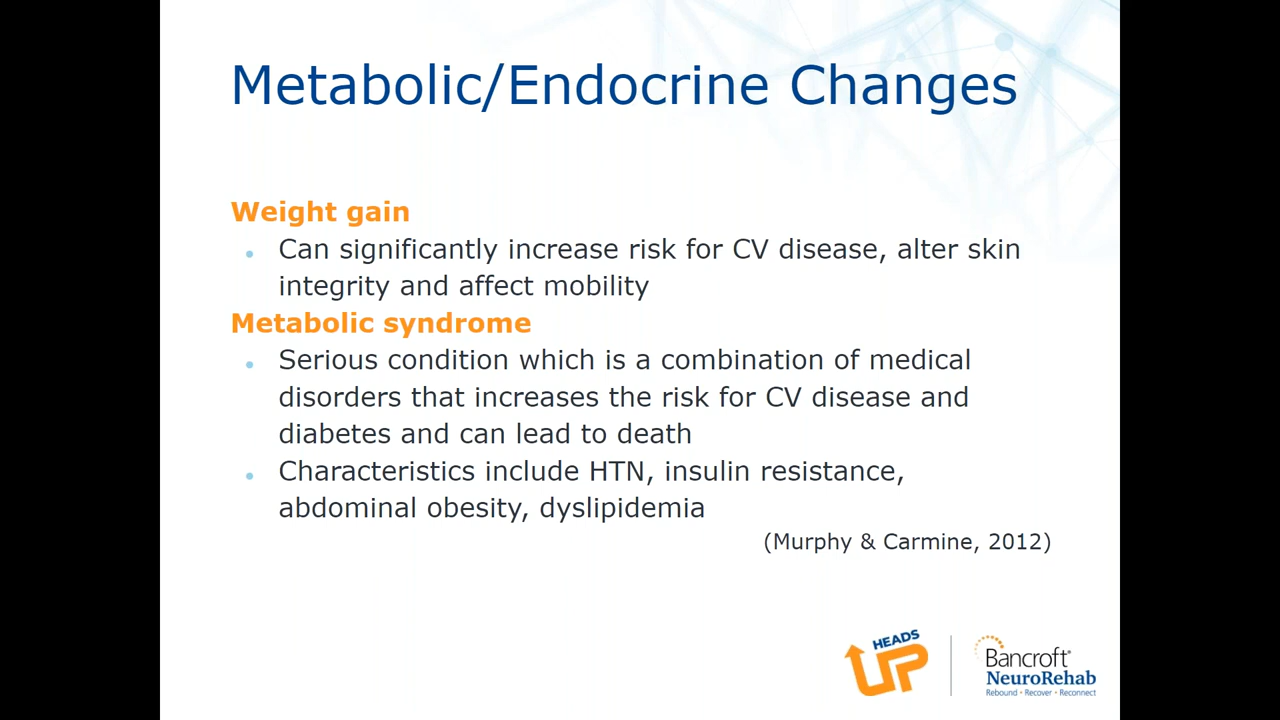 Metabolic/Endocrine Changes
Weight gain
• Can significantly increase risk for CV disease, alter skin
integrity and affect mobility
Metabolic syndrome
• Serious condition which is a combination of medical
disorders that increases the risk for CV disease and
diabetes and can lead to death
• Characteristics include HTN, insulin resistance,
abdominal obesity, dyslipidemia
(Murphy & Carmine, 2012)
HEADS
UP
Bancroft®
NeuroRehab
Rebound • Recover • Reconnect